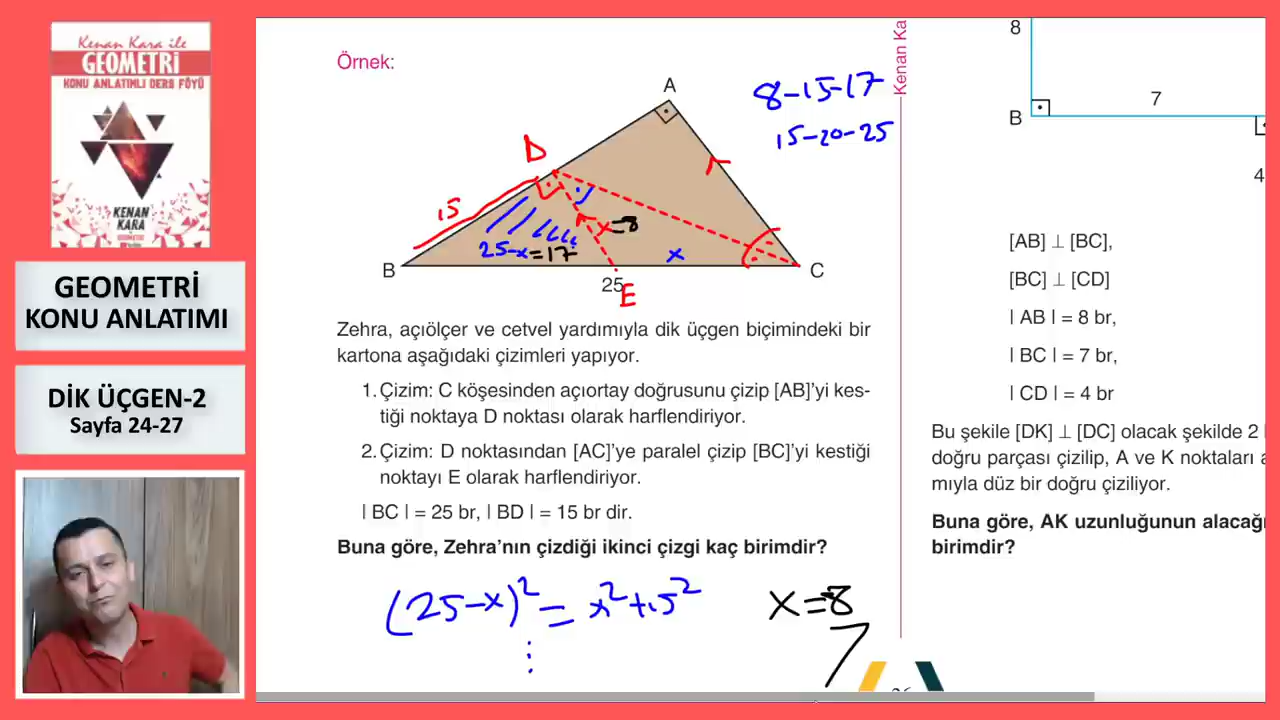 Kenan Kara ile
GEOMETRİ
KONU ANLATIMLI DERS FÖYÜ
KENAN
KARA
GEOMETRİ
KONU ANLATIMI
DİK ÜÇGEN-2
Sayfa 24-27
Örnek:
A
8-15-17
15-20-25
D
15
25-x=17
x=8
x
B
C
25
E
Zehra, açıölçer ve cetvel yardımıyla dik üçgen biçimindeki bir
kartona aşağıdaki çizimleri yapıyor.
1. Çizim: C köşesinden açıortay doğrusunu çizip [AB]'yi kes-
tiği noktaya D noktası olarak harflendiriyor.
2. Çizim: D noktasından [AC]'ye paralel çizip [BC]'yi kestiği
noktayı E olarak harflendiriyor.
| BC | = 25 br, | BD | = 15 br dir.
Buna göre, Zehra'nın çizdiği ikinci çizgi kaç birimdir?
(25-x)² = x²+15²
x=8
Kenan Ka
8
B
7
4
[AB] ⊥ [BC],
[BC] ⊥ [CD]
| AB | = 8 br,
| BC | = 7 br,
| CD | = 4 br
Bu şekile [DK] ⊥ [DC] olacak şekilde 2
doğru parçası çizilip, A ve K noktaları
mıyla düz bir doğru çiziliyor.
Buna göre, AK uzunluğunun alacağı
birimdir?